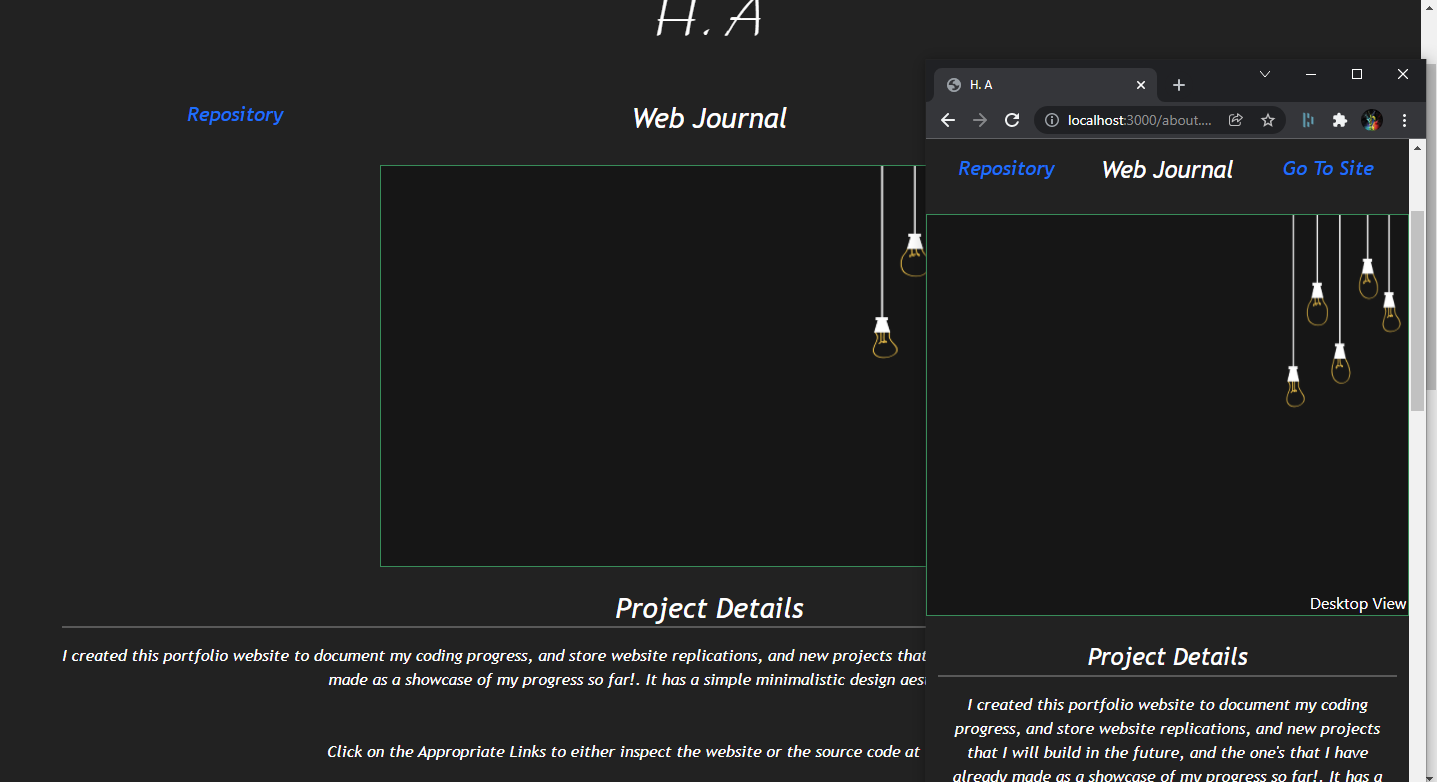 H. A
Repository
Web Journal
Project Details
I created this portfolio website to document my coding progress, and store website replications, and new projects that
made as a showcase of my progress so far!. It has a simple minimalistic design aes
Click on the Appropriate Links to either inspect the website or the source code at
H. A
localhost:3000/about....
Repository Web Journal Go To Site
Desktop View
Project Details
I created this portfolio website to document my coding
progress, and store website replications, and new projects
that I will build in the future, and the one's that I have
already made as a showcase of my progress so far!. It has a